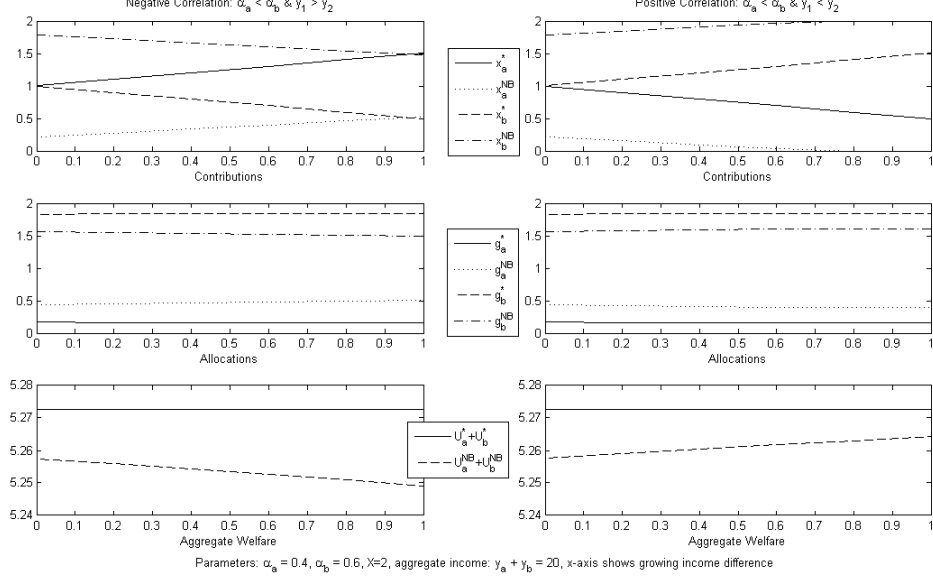 Negative Correlation: α_a < α_b & y_1 > y_2
Positive Correlation: α_a < α_b & y_1 < y_2
2
1.5
1
0.5
0
0 0.1 0.2 0.3 0.4 0.5 0.6 0.7 0.8 0.9 1
Contributions
x_a^*
x_a^NB
x_b^*
x_b^NB
2
1.5
1
0.5
0
0 0.1 0.2 0.3 0.4 0.5 0.6 0.7 0.8 0.9 1
Contributions
2
1.5
1
0.5
0
0 0.1 0.2 0.3 0.4 0.5 0.6 0.7 0.8 0.9 1
Allocations
g_a^*
g_a^NB
g_b^*
g_b^NB
2
1.5
1
0.5
0
0 0.1 0.2 0.3 0.4 0.5 0.6 0.7 0.8 0.9 1
Allocations
5.28
5.27
5.26
5.25
5.24
0 0.1 0.2 0.3 0.4 0.5 0.6 0.7 0.8 0.9 1
Aggregate Welfare
U_a^*+U_b^*
U_a^NB+U_b^NB
5.28
5.27
5.26
5.25
5.24
0 0.1 0.2 0.3 0.4 0.5 0.6 0.7 0.8 0.9 1
Aggregate Welfare
Parameters: α_a = 0.4, α_b = 0.6, X=2, aggregate income: y_a + y_b = 20, x-axis shows growing income difference